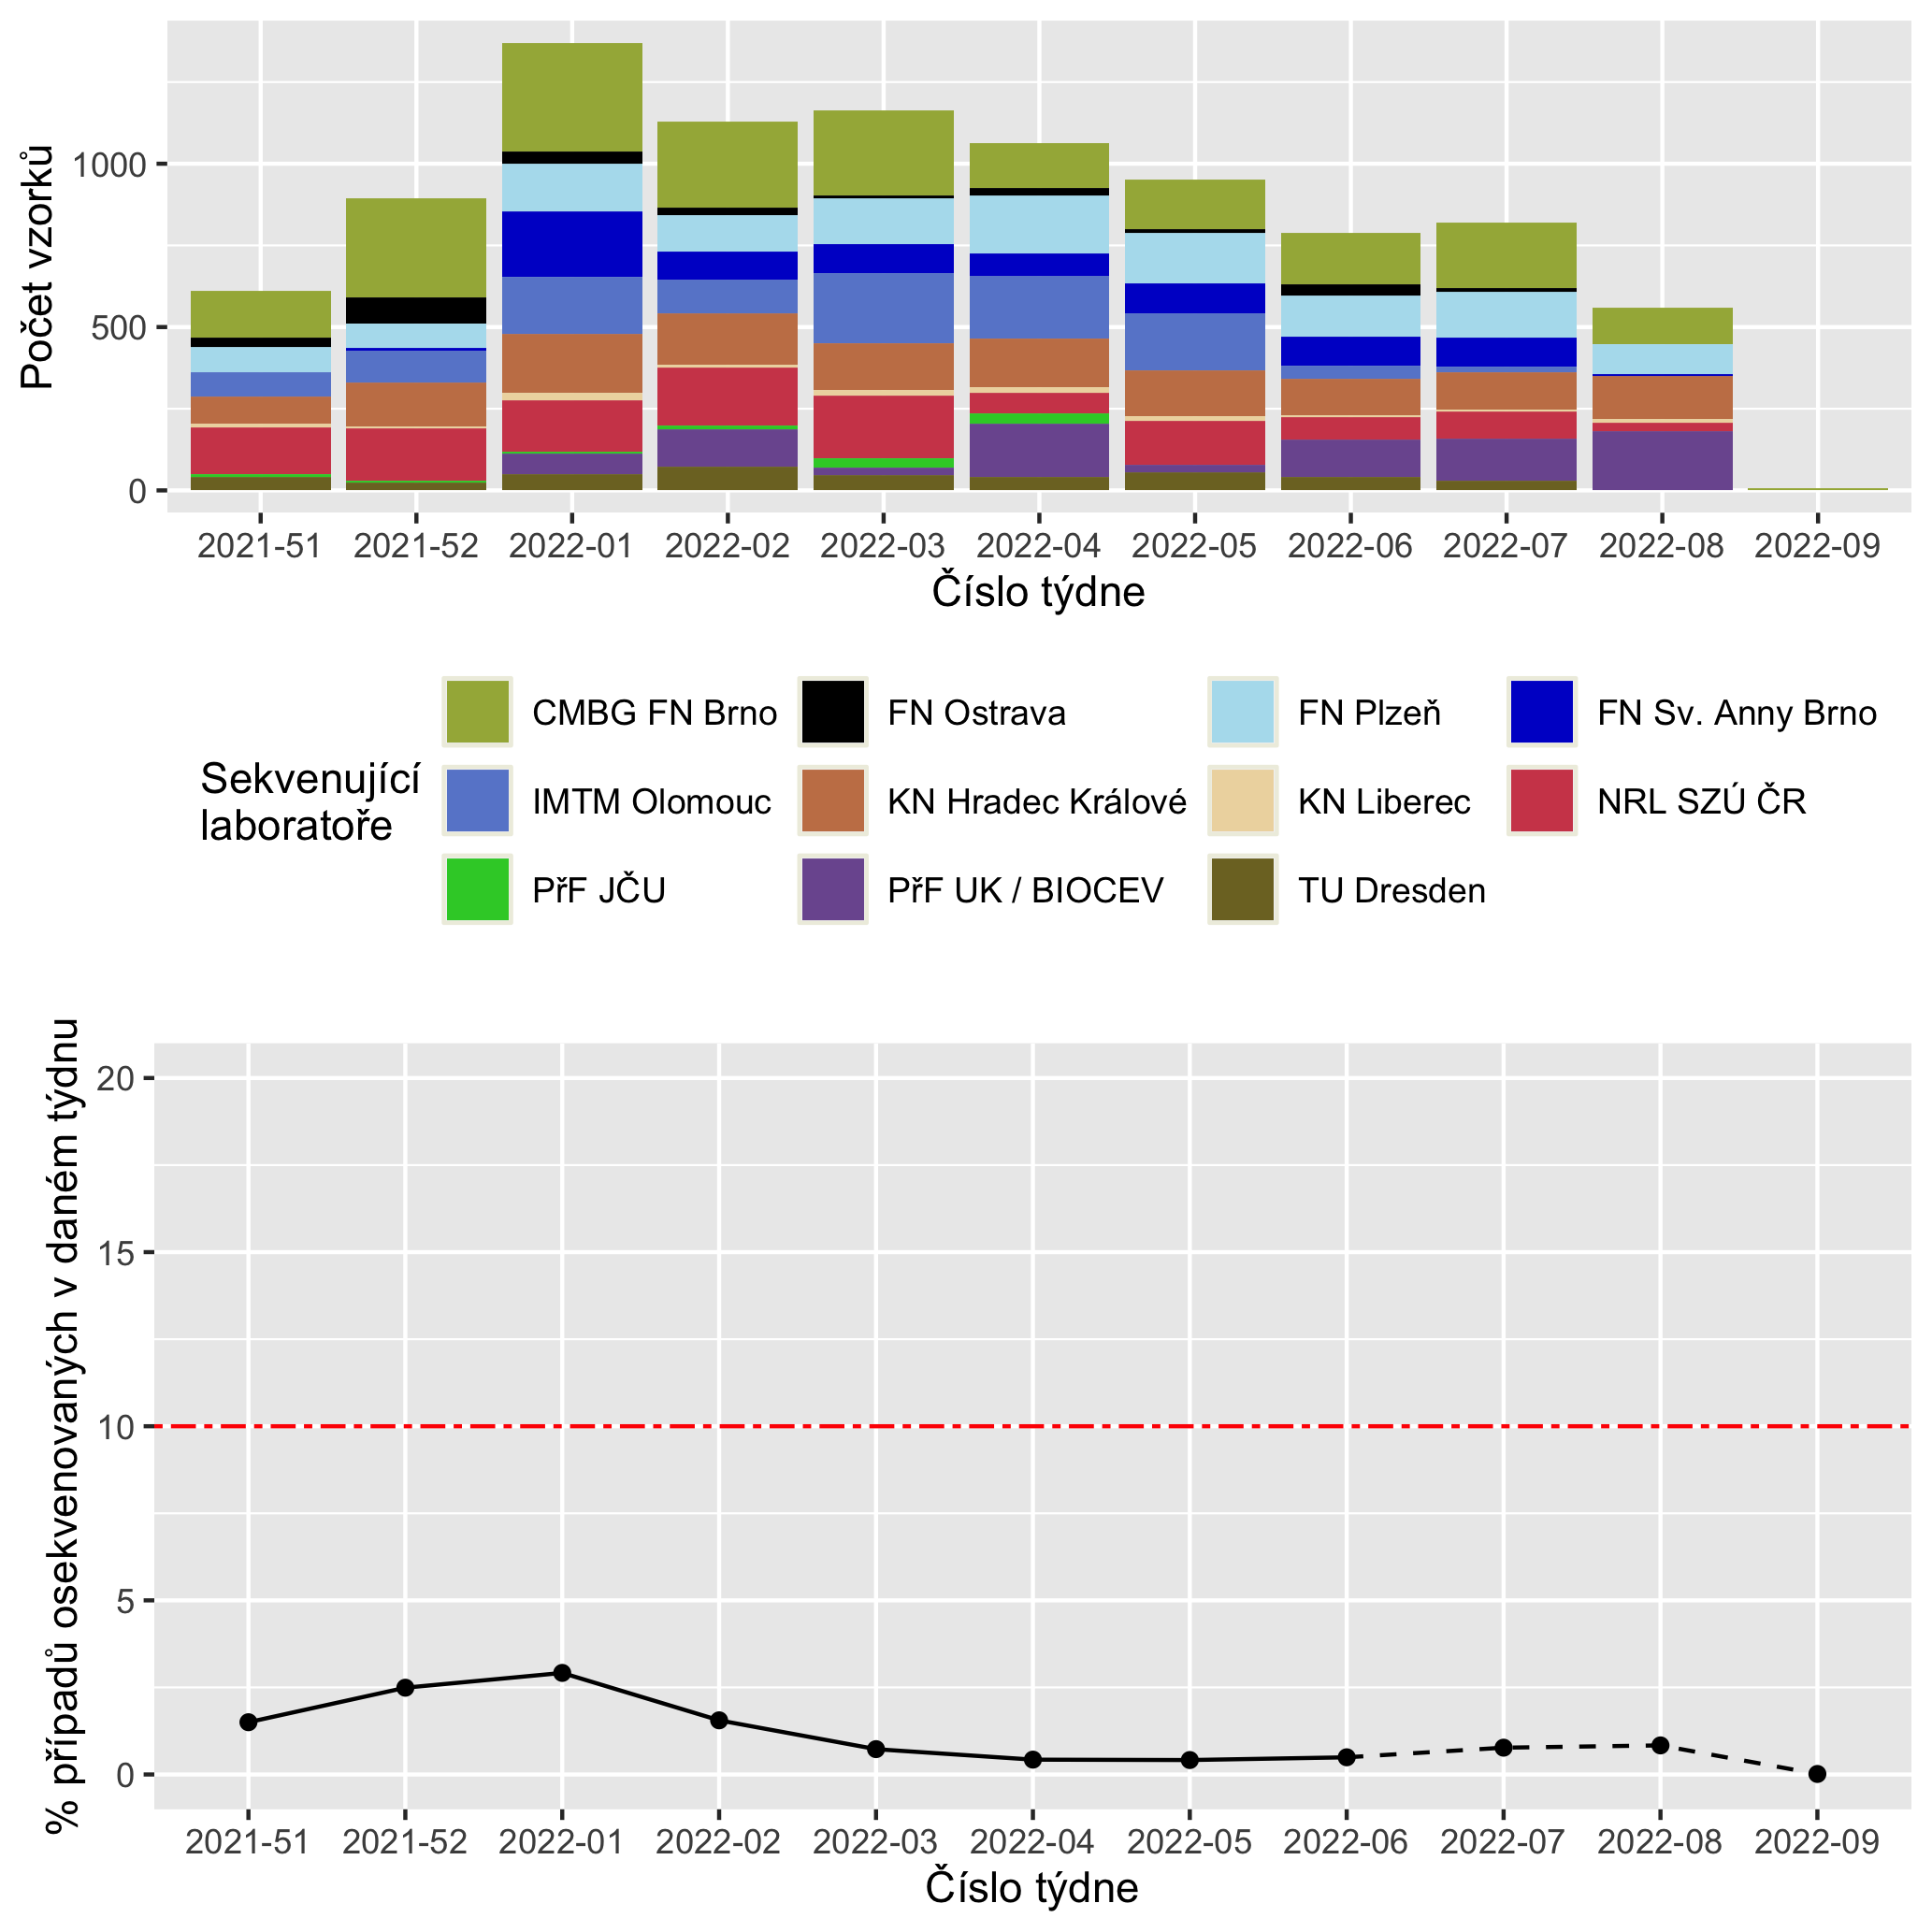 Počet vzorků
1000
500
0
2021-51 2021-52 2022-01 2022-02 2022-03 2022-04 2022-05 2022-06 2022-07 2022-08 2022-09
Číslo týdne
Sekvenující
laboratoře
CMBG FN Brno FN Ostrava FN Plzeň FN Sv. Anny Brno
IMTM Olomouc KN Hradec Králové KN Liberec NRL SZÚ ČR
PřF JČU PřF UK / BIOCEV TU Dresden
% případů osekvenovaných v daném týdnu
20
15
10
5
0
2021-51 2021-52 2022-01 2022-02 2022-03 2022-04 2022-05 2022-06 2022-07 2022-08 2022-09
Číslo týdne